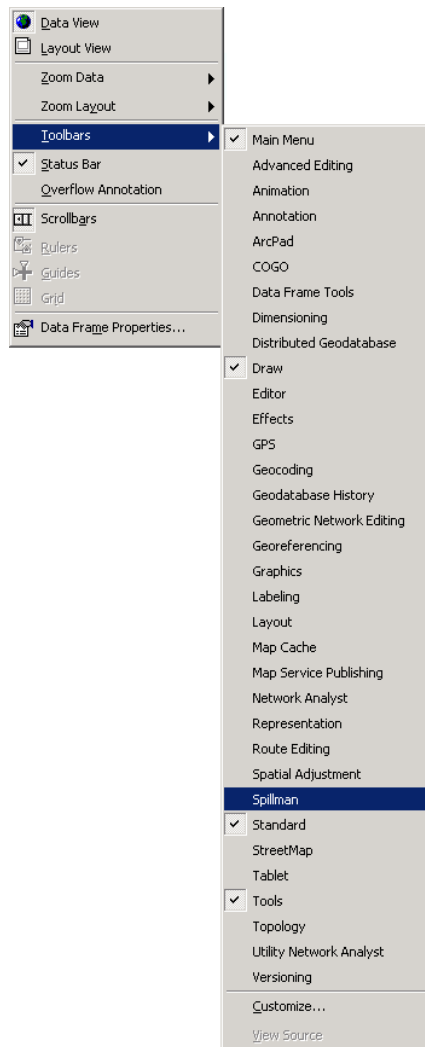 Data View
Layout View
Zoom Data
Zoom Layout
Toolbars
Status Bar
Overflow Annotation
Scrollbars
Rulers
Guides
Grid
Data Frame Properties...
Main Menu
Advanced Editing
Animation
Annotation
ArcPad
COGO
Data Frame Tools
Dimensioning
Distributed Geodatabase
Draw
Editor
Effects
GPS
Geocoding
Geodatabase History
Geometric Network Editing
Georeferencing
Graphics
Labeling
Layout
Map Cache
Map Service Publishing
Network Analyst
Representation
Route Editing
Spatial Adjustment
Spillman
Standard
StreetMap
Tablet
Tools
Topology
Utility Network Analyst
Versioning
Customize...
View Source